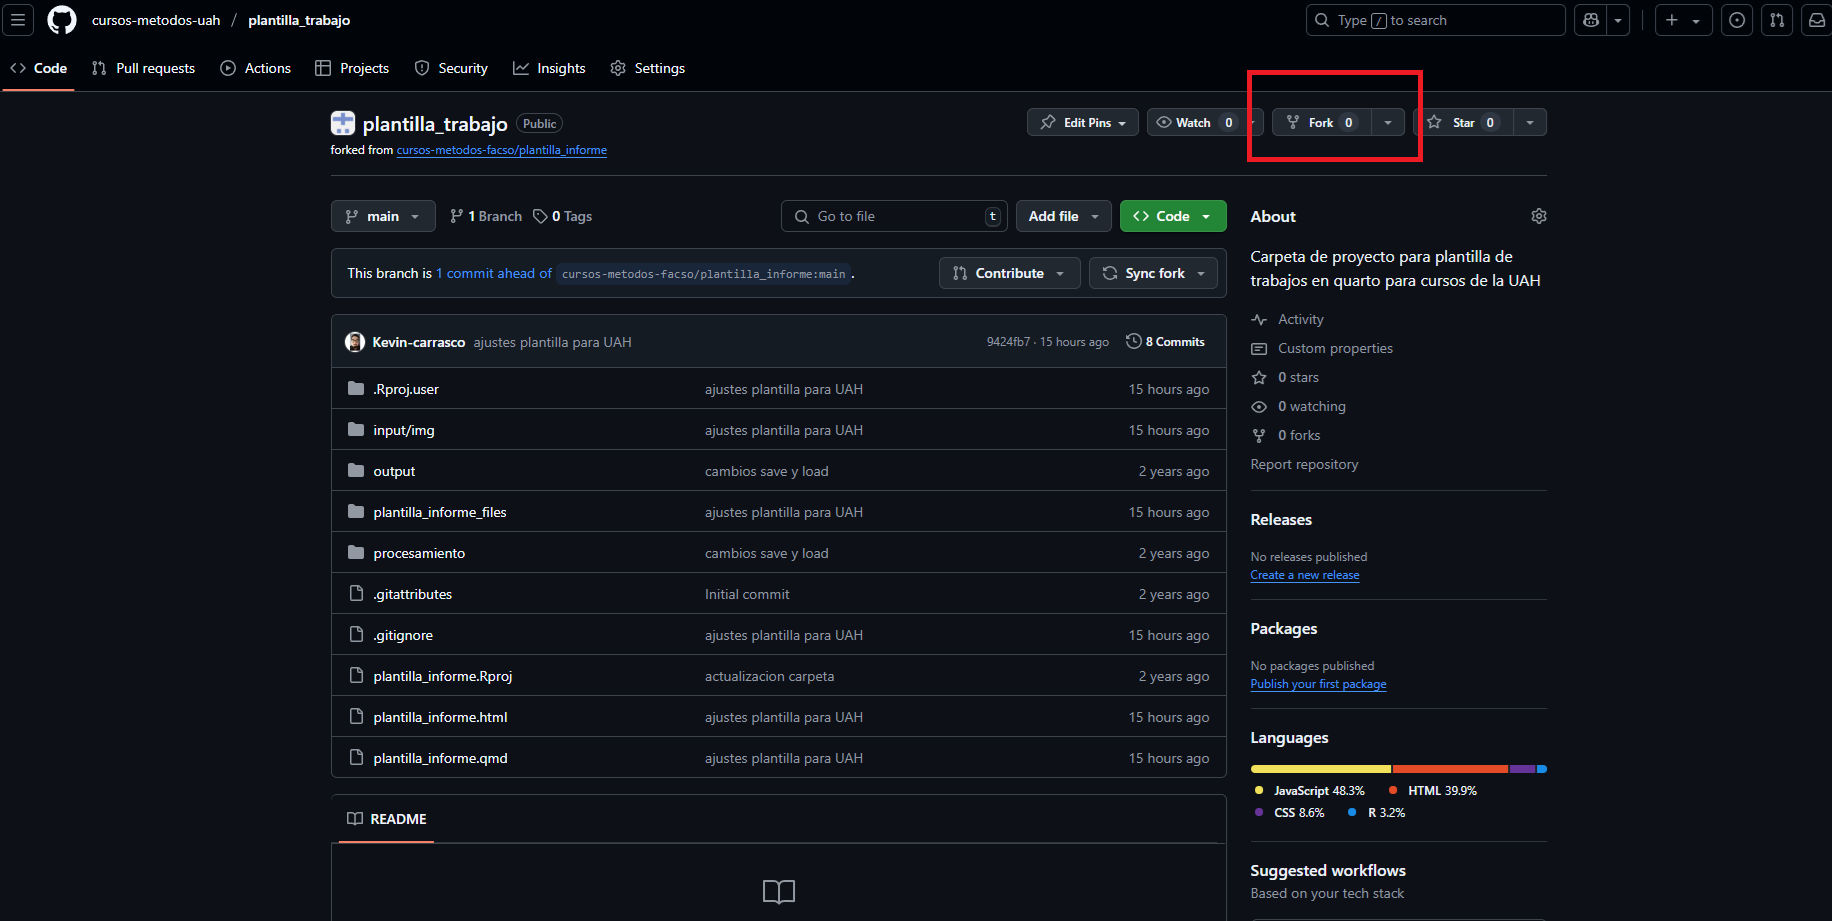 cursos-metodos-uah / plantilla_trabajo
Type / to search
Code Pull requests Actions Projects Security Insights Settings
plantilla_trabajo Public
Edit Pins Watch 0 Fork 0 Star 0
forked from cursos-metodos-facso/plantilla_informe
main 1 Branch 0 Tags Go to file t Add file Code
This branch is 1 commit ahead of cursos-metodos-facso/plantilla_informe:main . Contribute Sync fork
Kevin-carrasco ajustes plantilla para UAH 9424fb7 · 15 hours ago 8 Commits
.Rproj.user ajustes plantilla para UAH 15 hours ago
input/img ajustes plantilla para UAH 15 hours ago
output cambios save y load 2 years ago
plantilla_informe_files ajustes plantilla para UAH 15 hours ago
procesamiento cambios save y load 2 years ago
.gitattributes Initial commit 2 years ago
.gitignore ajustes plantilla para UAH 15 hours ago
plantilla_informe.Rproj actualizacion carpeta 2 years ago
plantilla_informe.html ajustes plantilla para UAH 15 hours ago
plantilla_informe.qmd ajustes plantilla para UAH 15 hours ago
README
About
Carpeta de proyecto para plantilla de
trabajos en quarto para cursos de la UAH
Activity
Custom properties
0 stars
0 watching
0 forks
Report repository
Releases
No releases published
Create a new release
Packages
No packages published
Publish your first package
Languages
JavaScript 48.3% HTML 39.9%
CSS 8.6% R 3.2%
Suggested workflows
Based on your tech stack